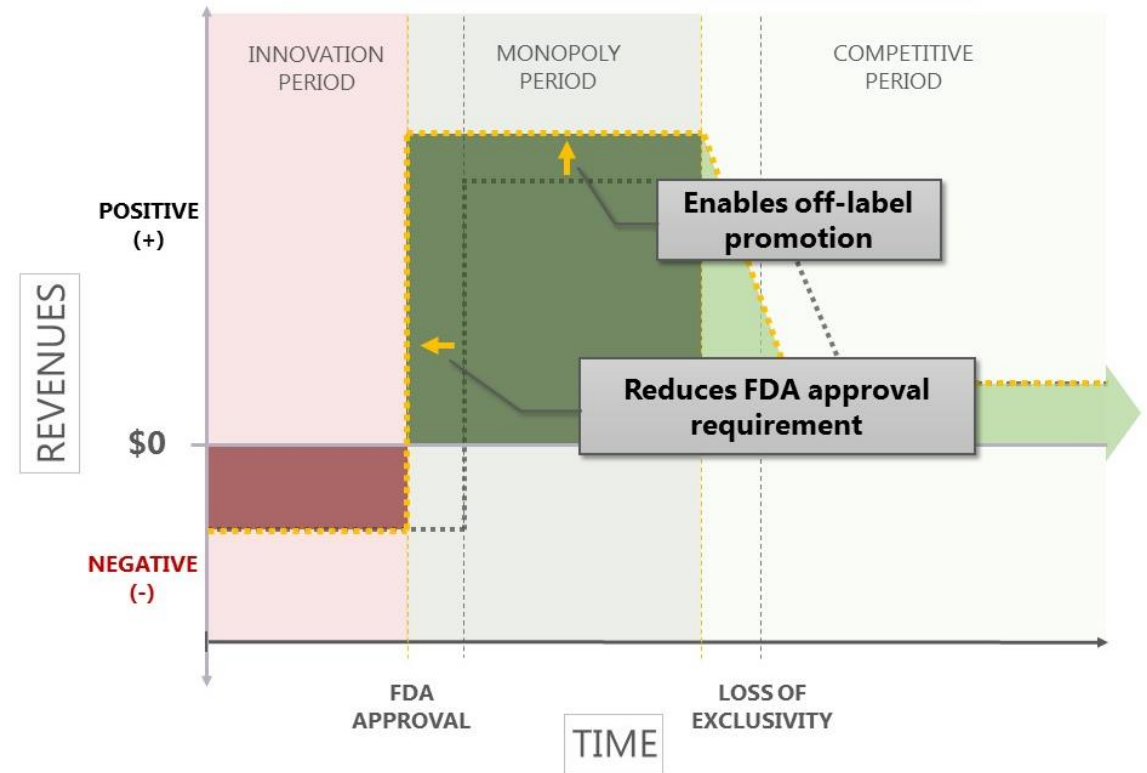 INNOVATION
PERIOD
MONOPOLY
PERIOD
COMPETITIVE
PERIOD
POSITIVE
(+)
Enables off-label
promotion
REVENUES
Reduces FDA approval
requirement
$0
NEGATIVE
(-)
FDA
APPROVAL
LOSS OF
EXCLUSIVITY
TIME